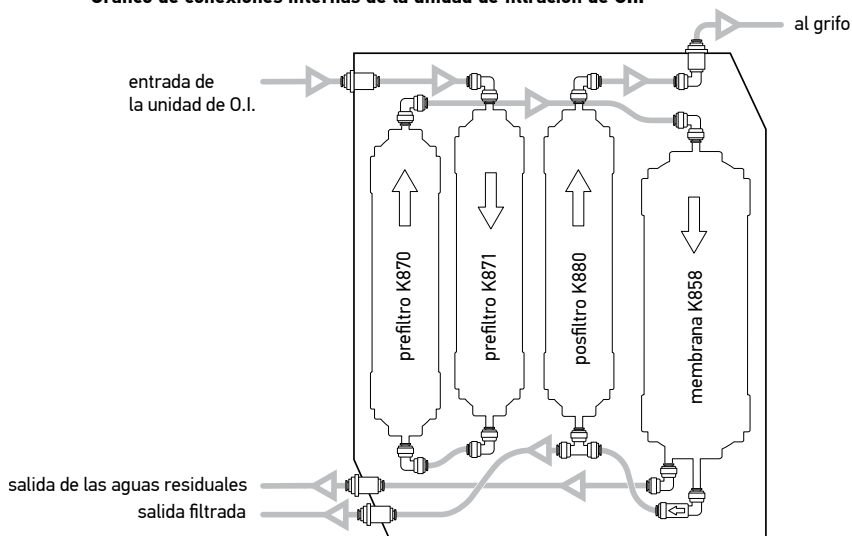 Gráfico de conexiones internas de la unidad de filtración de O.I.
al grifo
entrada de
la unidad de O.I.
prefiltro K870
prefiltro K871
posfiltro K880
membrana K858
salida de las aguas residuales
salida filtrada